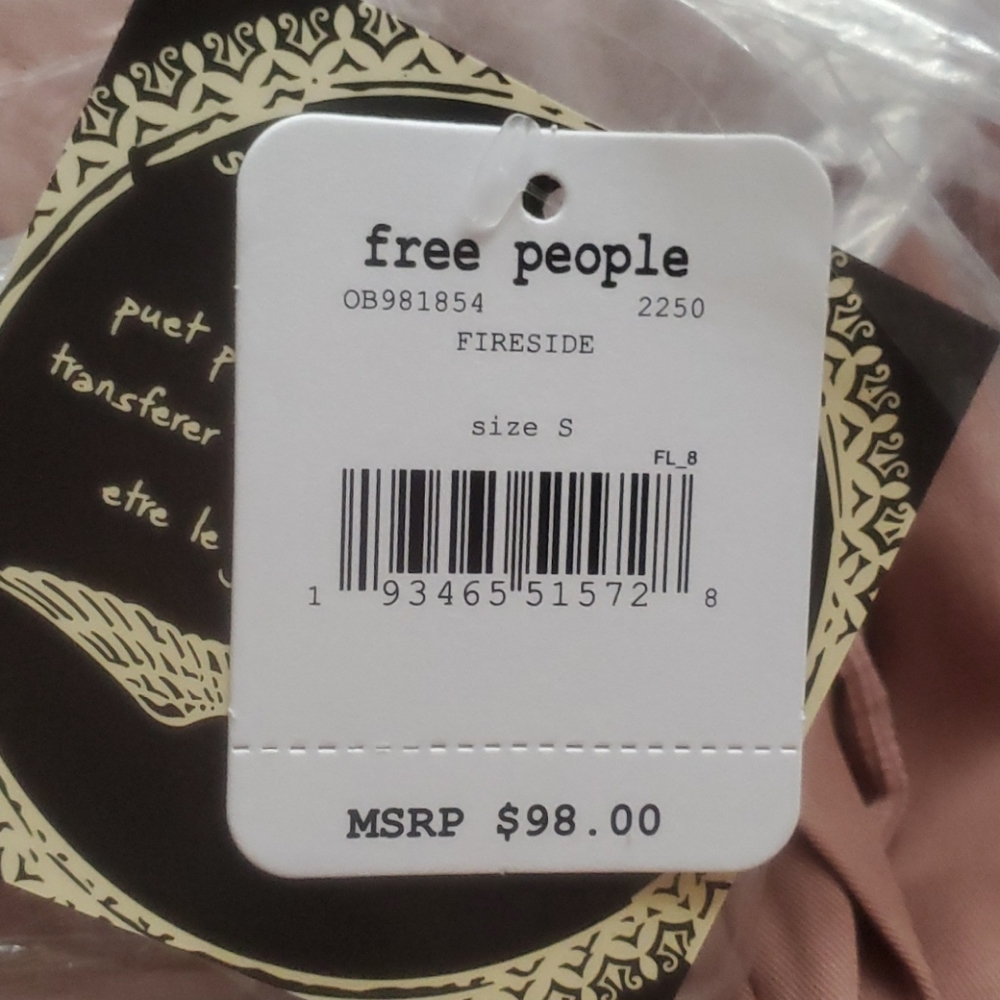 free people
OB981854 2250
FIRESIDE
size S
FL_8
1 93465 51572 8
MSRP $98.00
puet
transferer
etre le